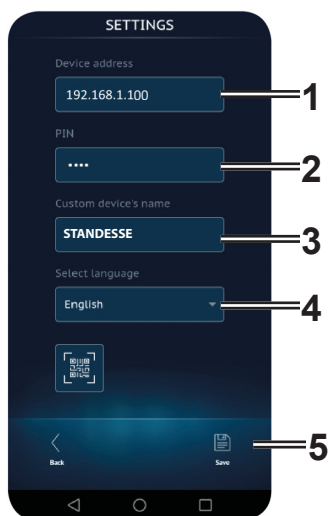 SETTINGS
Device address
192.168.1.100
1
PIN
••••
2
Custom device's name
STANDESSE
3
Select language
English
4
Back
Save
5